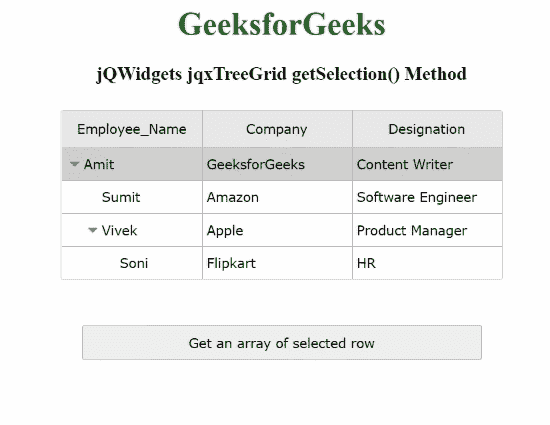 GeeksforGeeks
jQWidgets jqxTreeGrid getSelection() Method
Employee_Name Company Designation
Amit GeeksforGeeks Content Writer
Sumit Amazon Software Engineer
Vivek Apple Product Manager
Soni Flipkart HR
Get an array of selected row